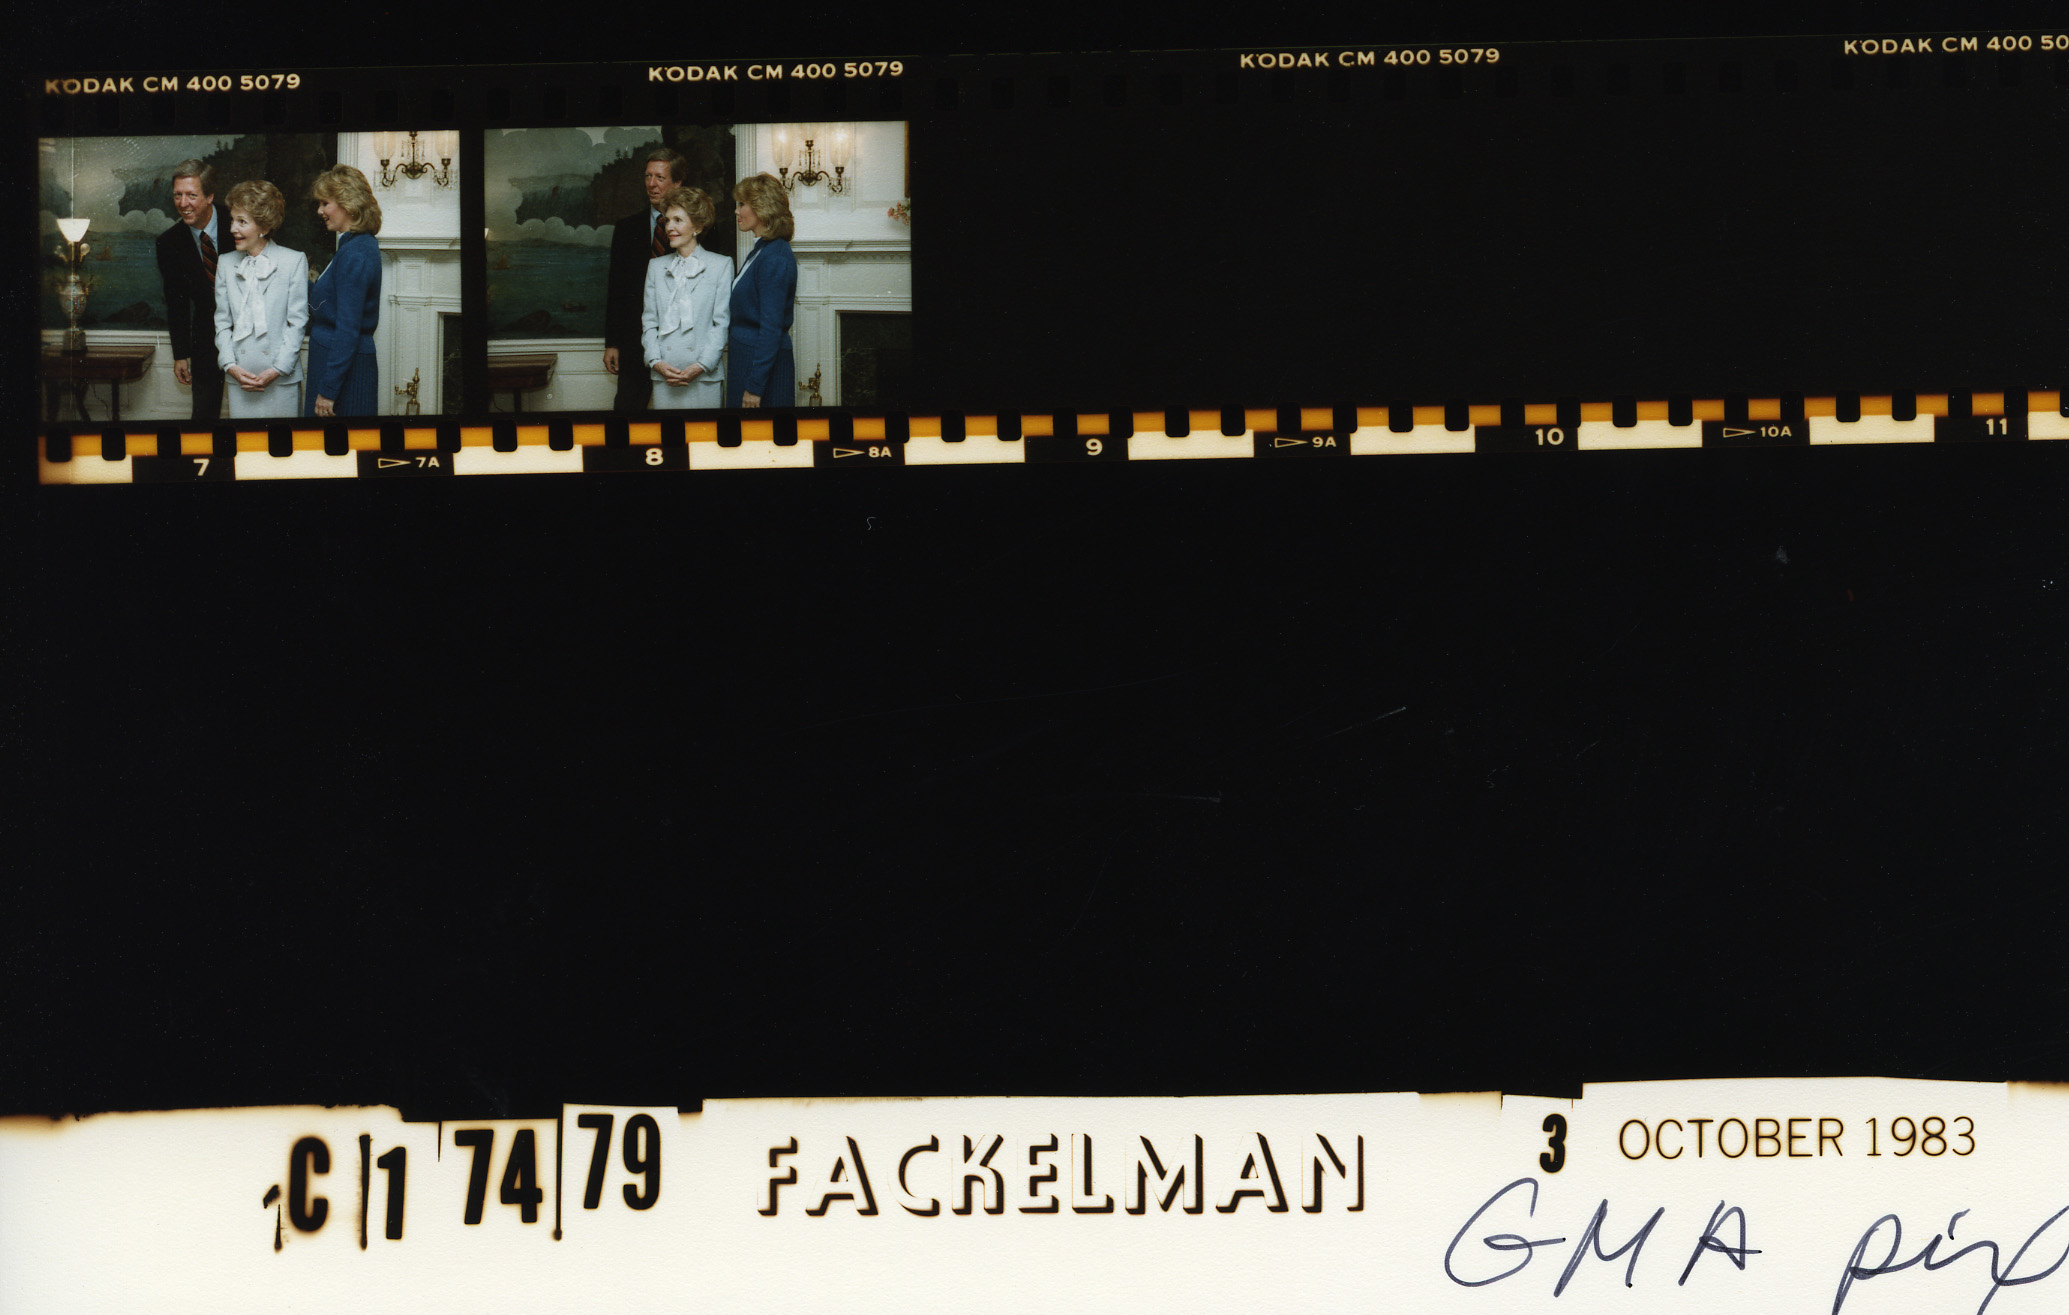 KODAK CM 400 5079 KODAK CM 400 5079 KODAK CM 400 5079 KODAK CM 400 50
7 7A 8 8A 9 9A 10 10A 11
C 1 74 79 FACKELMAN 3 OCTOBER 1983
GMA pix